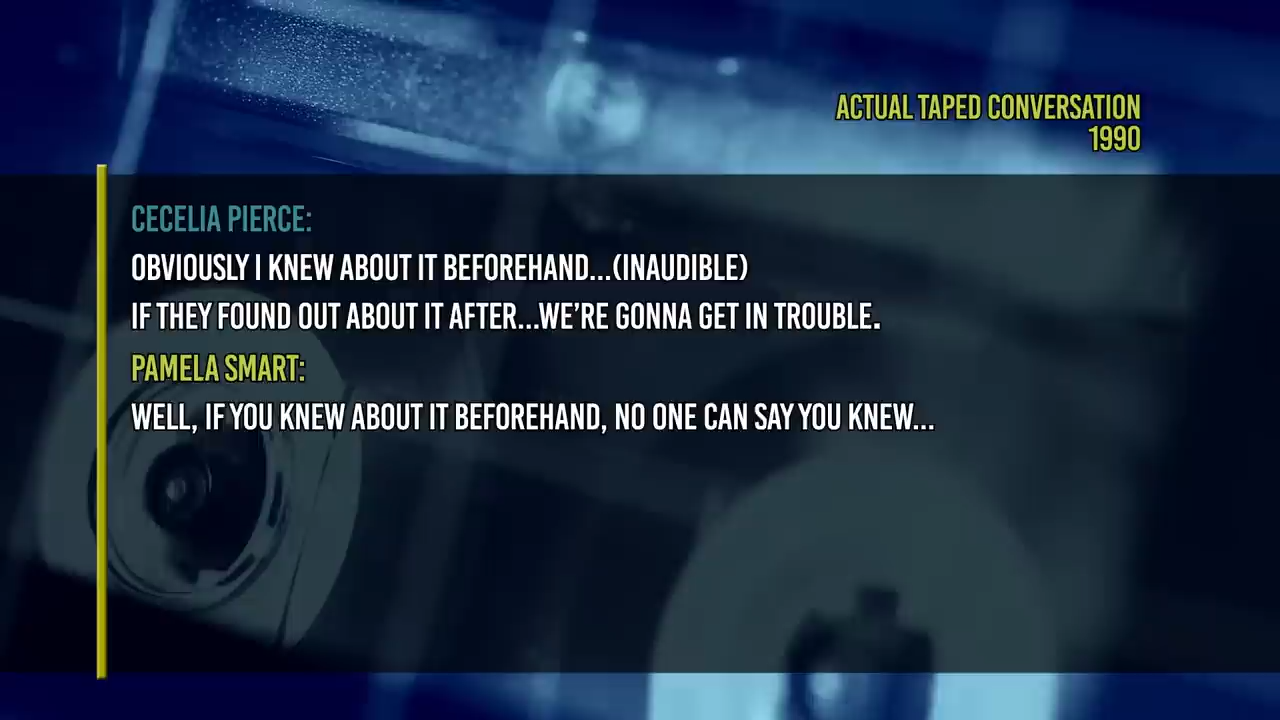 ACTUAL TAPED CONVERSATION
1990
CECELIA PIERCE:
OBVIOUSLY I KNEW ABOUT IT BEFOREHAND...(INAUDIBLE)
IF THEY FOUND OUT ABOUT IT AFTER...WE'RE GONNA GET IN TROUBLE.
PAMELA SMART:
WELL, IF YOU KNEW ABOUT IT BEFOREHAND, NO ONE CAN SAY YOU KNEW...